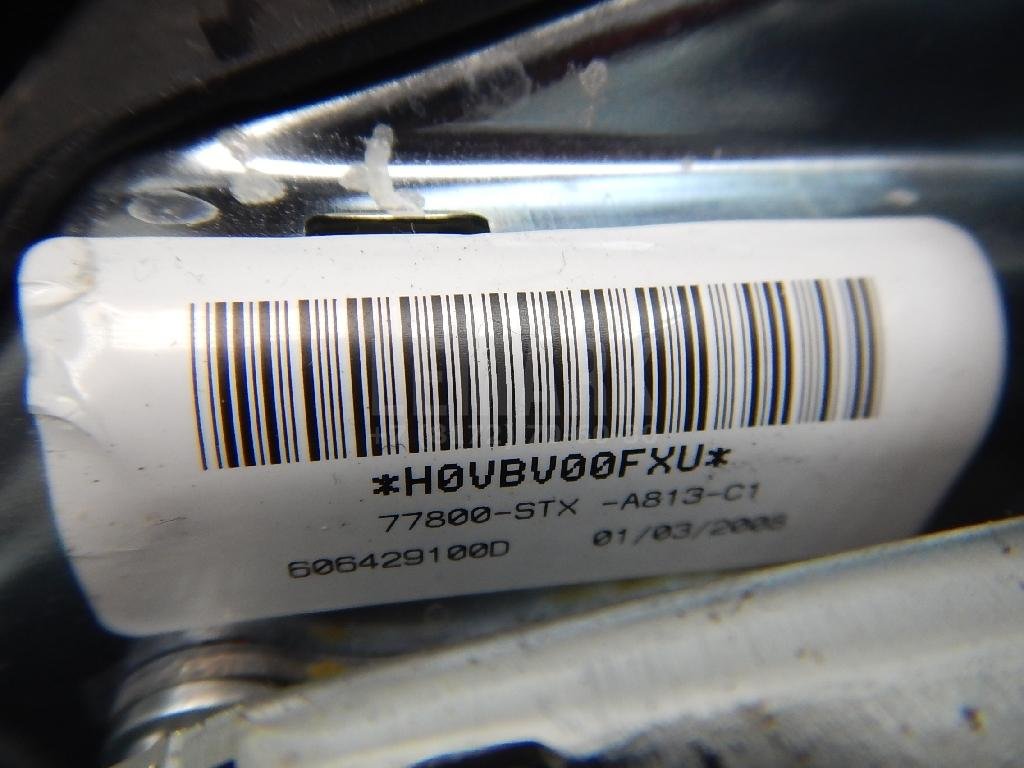 *H0VBV00FXU*
77800-STX -A813-C1
606429100D 01/03/2008